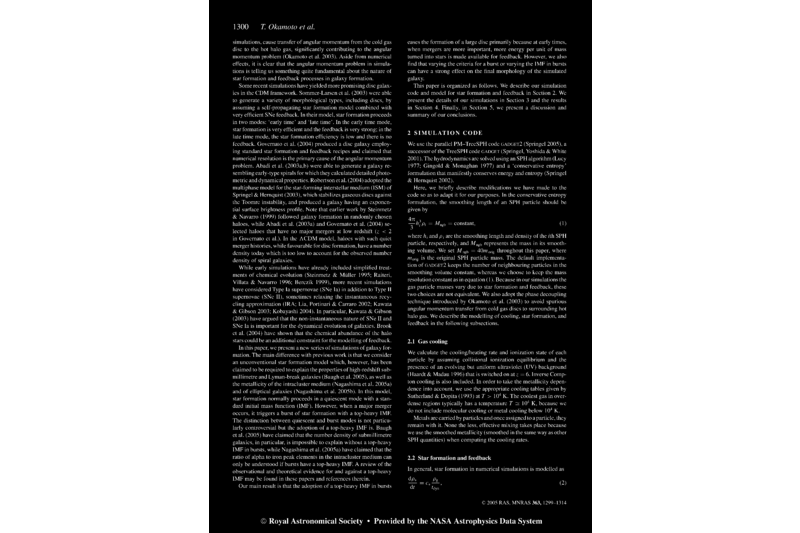 1300 T. Okamoto et al.
simulations, cause transfer of angular momentum from the cold gas
disc to the hot halo gas, significantly contributing to the angular
momentum problem (Okamoto et al. 2003). Aside from numerical
effects, it is clear that the angular momentum problem in simula-
tions is telling us something quite fundamental about the nature of
star formation and feedback processes in galaxy formation.
Some recent simulations have yielded more promising disc galax-
ies in the CDM framework. Sommer-Larsen et al. (2003) were able
to generate a variety of morphological types, including discs, by
assuming a self-propagating star formation model combined with
very efficient SNe feedback. In their model, star formation proceeds
in two modes: 'early time' and 'late time'. In the early time mode,
star formation is very efficient and the feedback is very strong; in the
late time mode, the star formation efficiency is low and there is no
feedback. Governato et al. (2004) produced a disc galaxy employ-
ing standard star formation and feedback recipes and claimed that
numerical resolution is the primary cause of the angular momentum
problem. Abadi et al. (2003a,b) were able to generate a galaxy re-
sembling early-type spirals for which they calculated detailed photo-
metric and dynamical properties. Robertson et al. (2004) adopted the
multiphase model for the star-forming interstellar medium (ISM) of
Springel & Hernquist (2003), which stabilizes gaseous discs against
the Toomre instability, and produced a galaxy having an exponen-
tial surface brightness profile. Note that earlier work by Steinmetz
& Navarro (1999) followed galaxy formation in randomly chosen
haloes, while Abadi et al. (2003a) and Governato et al. (2004) se-
lected haloes that have no major mergers at low redshift (z < 2
in Governato et al.). In the ΛCDM model, haloes with such quiet
merger histories, while favourable for disc formation, have a number
density today which is too low to account for the observed number
density of spiral galaxies.
While early simulations have already included simplified treat-
ments of chemical evolution (Steinmetz & Müller 1995; Raiteri,
Villata & Navarro 1996; Berczik 1999), more recent simulations
have considered Type Ia supernovae (SNe Ia) in addition to Type II
supernovae (SNe II), sometimes relaxing the instantaneous recy-
cling approximation (IRA; Lia, Portinari & Carraro 2002; Kawata
& Gibson 2003; Kobayashi 2004). In particular, Kawata & Gibson
(2003) have argued that the non-instantaneous nature of SNe II and
SNe Ia is important for the dynamical evolution of galaxies. Brook
et al. (2004) have shown that the chemical abundance of the halo
stars could be an additional constraint for the modelling of feedback.
In this paper, we present a new series of simulations of galaxy for-
mation. The main difference with previous work is that we consider
an unconventional star formation model which, however, has been
claimed to be required to explain the properties of high-redshift sub-
millimetre and Lyman-break galaxies (Baugh et al. 2005), as well as
the metallicity of the intracluster medium (Nagashima et al. 2005a)
and of elliptical galaxies (Nagashima et al. 2005b). In this model,
star formation normally proceeds in a quiescent mode with a stan-
dard initial mass function (IMF). However, when a major merger
occurs, it triggers a burst of star formation with a top-heavy IMF.
The distinction between quiescent and burst modes is not particu-
larly controversial but the adoption of a top-heavy IMF is. Baugh
et al. (2005) have claimed that the number density of submillimetre
galaxies, in particular, is impossible to explain without a top-heavy
IMF in bursts, while Nagashima et al. (2005a) have claimed that the
ratio of alpha to iron peak elements in the intracluster medium can
only be understood if bursts have a top-heavy IMF. A review of the
observational and theoretical evidence for and against a top-heavy
IMF may be found in these papers and references therein.
Our main result is that the adoption of a top-heavy IMF in bursts
eases the formation of a large disc primarily because at early times,
when mergers are more important, more energy per unit of mass
turned into stars is made available for feedback. However, we also
find that varying the criteria for a burst or varying the IMF in bursts
can have a strong effect on the final morphology of the simulated
galaxy.
This paper is organized as follows. We describe our simulation
code and model for star formation and feedback in Section 2. We
present the details of our simulations in Section 3 and the results
in Section 4. Finally, in Section 5, we present a discussion and
summary of our conclusions.
2 SIMULATION CODE
We use the parallel PM–TreeSPH code GADGET2 (Springel 2005), a
successor of the TreeSPH code GADGET (Springel, Yoshida & White
2001). The hydrodynamics are solved using an SPH algorithm (Lucy
1977; Gingold & Monaghan 1977) and a 'conservative entropy'
formulation that manifestly conserves energy and entropy (Springel
& Hernquist 2002).
Here, we briefly describe modifications we have made to the
code so as to adapt it for our purposes. In the conservative entropy
formulation, the smoothing length of an SPH particle should be
given by
4π/3 h_i^3 ρ_i = M_sph = constant, (1)
where h_i and ρ_i are the smoothing length and density of the ith SPH
particle, respectively, and M_sph represents the mass in its smooth-
ing volume. We set M_sph = 40m_orig throughout this paper, where
m_orig is the original SPH particle mass. The default implementa-
tion of GADGET2 keeps the number of neighbouring particles in the
smoothing volume constant, whereas we choose to keep the mass
resolution constant as in equation (1). Because in our simulations the
gas particle masses vary due to star formation and feedback, these
two choices are not equivalent. We also adopt the phase decoupling
technique introduced by Okamoto et al. (2003) to avoid spurious
angular momentum transfer from cold gas discs to surrounding hot
halo gas. We describe the modelling of cooling, star formation, and
feedback in the following subsections.
2.1 Gas cooling
We calculate the cooling/heating rate and ionization state of each
particle by assuming collisional ionization equilibrium and the
presence of an evolving but uniform ultraviolet (UV) background
(Haardt & Madau 1996) that is switched on at z = 6. Inverse Comp-
ton cooling is also included. In order to take the metallicity depen-
dence into account, we use the appropriate cooling tables given by
Sutherland & Dopita (1993) at T > 10⁴ K. The coolest gas in over-
dense regions typically has a temperature T ≃ 10⁴ K, because we
do not include molecular cooling or metal cooling below 10⁴ K.
Metals are carried by particles and once assigned to a particle, they
remain with it. None the less, effective mixing takes place because
we use the smoothed metallicity (smoothed in the same way as other
SPH quantities) when computing the cooling rates.
2.2 Star formation and feedback
In general, star formation in numerical simulations is modelled as
dρ_*/dt = c_* ρ_g/t_dyn, (2)
© 2005 RAS, MNRAS 363, 1299–1314
© Royal Astronomical Society • Provided by the NASA Astrophysics Data System